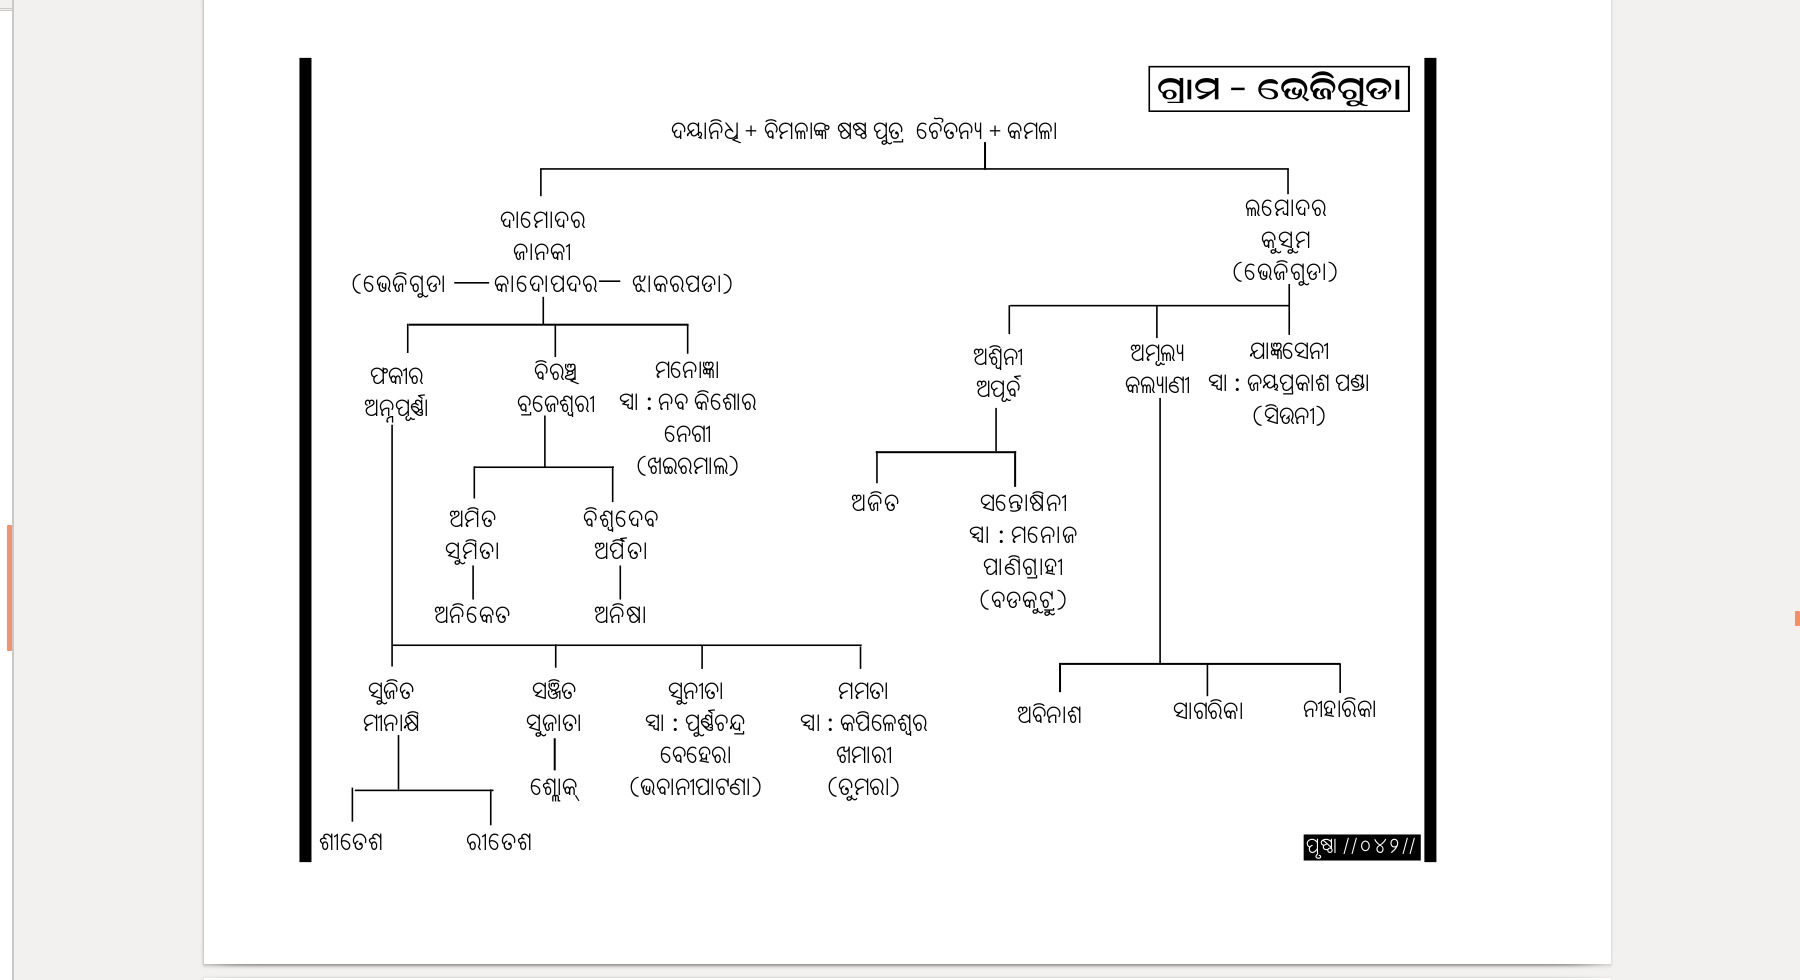 ଗ୍ରାମ - ଭେଜିଗୁଡା
ଦୟାନିଧି + ବିମଳାଙ୍କ ଷଷ୍ଠ ପୁତ୍ର ଚୈତନ୍ୟ + କମଳା
ଦାମୋଦର
ଜାନକୀ
(ଭେଜିଗୁଡା — କାଦୋପଦର — ଝାକରପଡା)
ଲମ୍ବୋଦର
କୁସୁମ
(ଭେଜିଗୁଡା)
ଫକୀର
ଅନ୍ନପୂର୍ଣ୍ଣା
ବିରଞ୍ଚି
ବ୍ରଜେଶ୍ୱରୀ
ମନୋଜ୍ଞା
ସ୍ୱା : ନବ କିଶୋର
ନେଗୀ
(ଖଇରମାଲ)
ଅଶ୍ୱିନୀ
ଅପୂର୍ବ
ଅମୂଲ୍ୟ
କଲ୍ୟାଣୀ
ଯାଜ୍ଞସେନୀ
ସ୍ୱା : ଜୟପ୍ରକାଶ ପଣ୍ଡା
(ସିଉନୀ)
ଅମିତ
ସୁମିତା
ଅନିକେତ
ବିଶ୍ୱଦେବ
ଅର୍ପିତା
ଅନିଷା
ଅଜିତ
ସନ୍ତୋଷିନୀ
ସ୍ୱା : ମନୋଜ
ପାଣିଗ୍ରାହୀ
(ବଡକୁଟ୍ରୁ)
ସୁଜିତ
ମୀନାକ୍ଷି
ସଞ୍ଜିତ
ସୁଜାତା
ଶ୍ଲୋକ୍
ସୁନୀତା
ସ୍ୱା : ପୁର୍ଣ୍ଣଚନ୍ଦ୍ର
ବେହେରା
(ଭବାନୀପାଟଣା)
ମମତା
ସ୍ୱା : କପିଳେଶ୍ୱର
ଖମାରୀ
(ତୁମରା)
ଅବିନାଶ
ସାଗରିକା
ନୀହାରିକା
ଶୀତେଶ
ରୀତେଶ
ପୃଷ୍ଠା //୦୪୨//